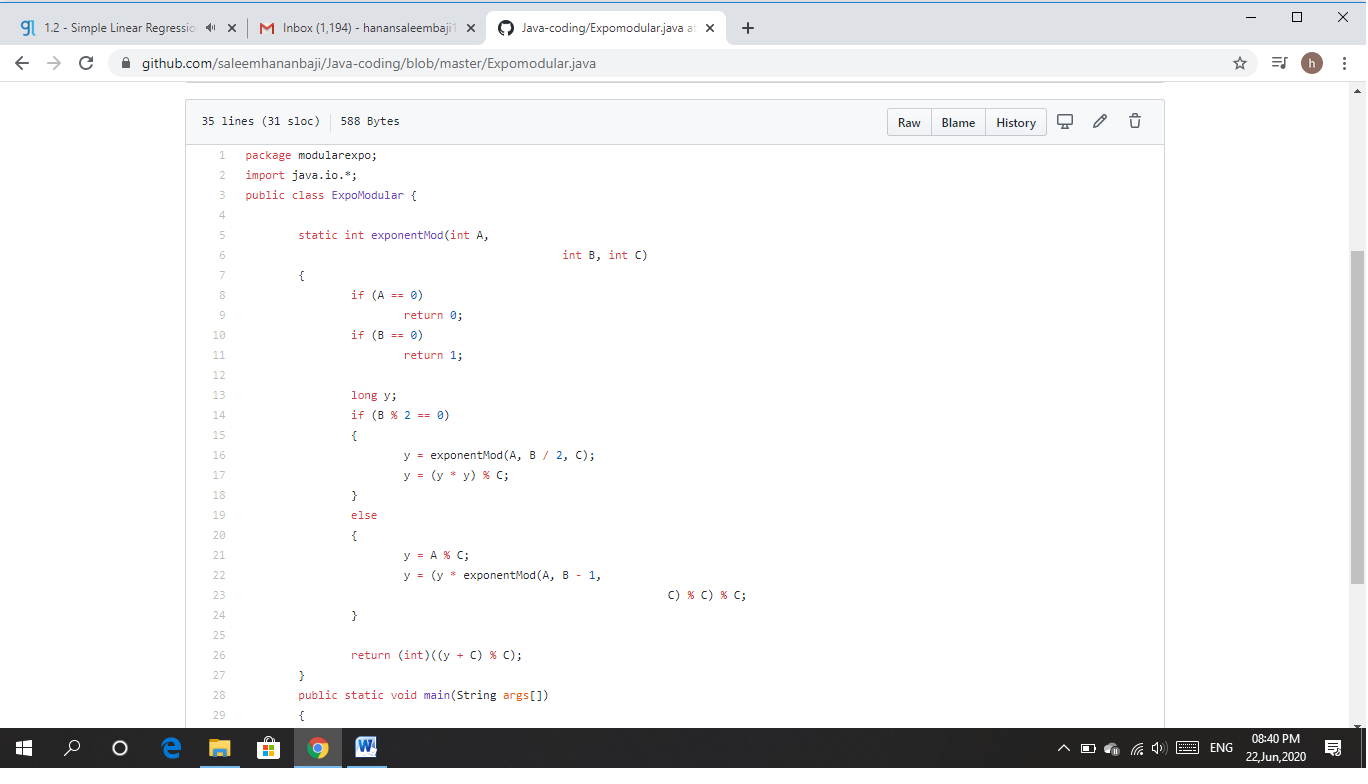 1.2 - Simple Linear Regressio
Inbox (1,194) - hanansaleembaji1
Java-coding/Expomodular.java at
github.com/saleemhananbaji/Java-coding/blob/master/Expomodular.java
h
35 lines (31 sloc) 588 Bytes
Raw Blame History
1 package modularexpo;
2 import java.io.*;
3 public class ExpoModular {
4
5 static int exponentMod(int A,
6 int B, int C)
7 {
8 if (A == 0)
9 return 0;
10 if (B == 0)
11 return 1;
12
13 long y;
14 if (B % 2 == 0)
15 {
16 y = exponentMod(A, B / 2, C);
17 y = (y * y) % C;
18 }
19 else
20 {
21 y = A % C;
22 y = (y * exponentMod(A, B - 1,
23 C) % C) % C;
24 }
25
26 return (int)((y + C) % C);
27 }
28 public static void main(String args[])
29 {
ENG
08:40 PM
22,Jun,2020